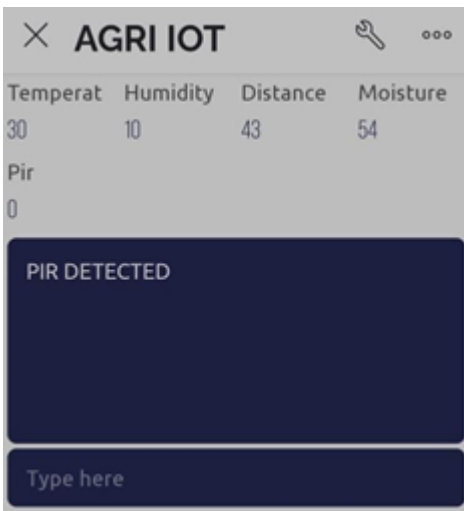 AGRI IOT
Temperat Humidity Distance Moisture
30 10 43 54
Pir
0
PIR DETECTED
Type here